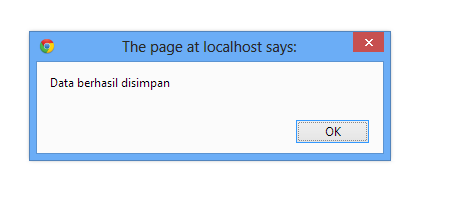 The page at localhost says:
Data berhasil disimpan
OK